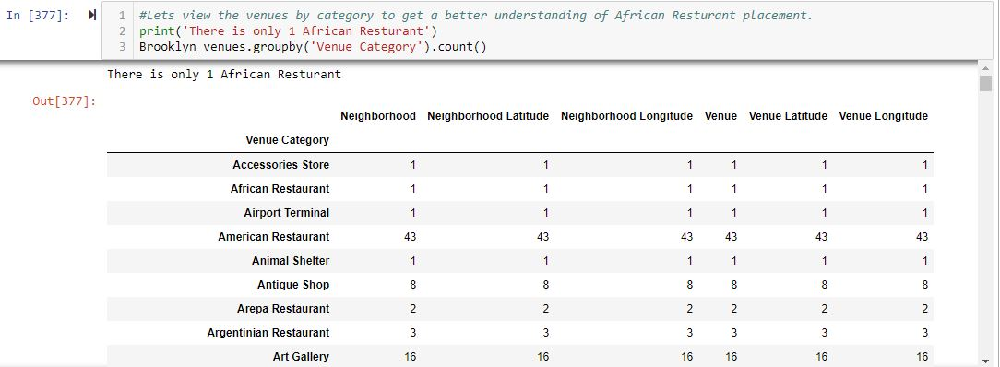 In [377]: 1 #Lets view the venues by category to get a better understanding of African Resturant placement.
2 print('There is only 1 African Resturant')
3 Brooklyn_venues.groupby('Venue Category').count()
There is only 1 African Resturant
Out[377]:
Neighborhood Neighborhood Latitude Neighborhood Longitude Venue Venue Latitude Venue Longitude
Venue Category
Accessories Store 1 1 1 1 1 1
African Restaurant 1 1 1 1 1 1
Airport Terminal 1 1 1 1 1 1
American Restaurant 43 43 43 43 43 43
Animal Shelter 1 1 1 1 1 1
Antique Shop 8 8 8 8 8 8
Arepa Restaurant 2 2 2 2 2 2
Argentinian Restaurant 3 3 3 3 3 3
Art Gallery 16 16 16 16 16 16